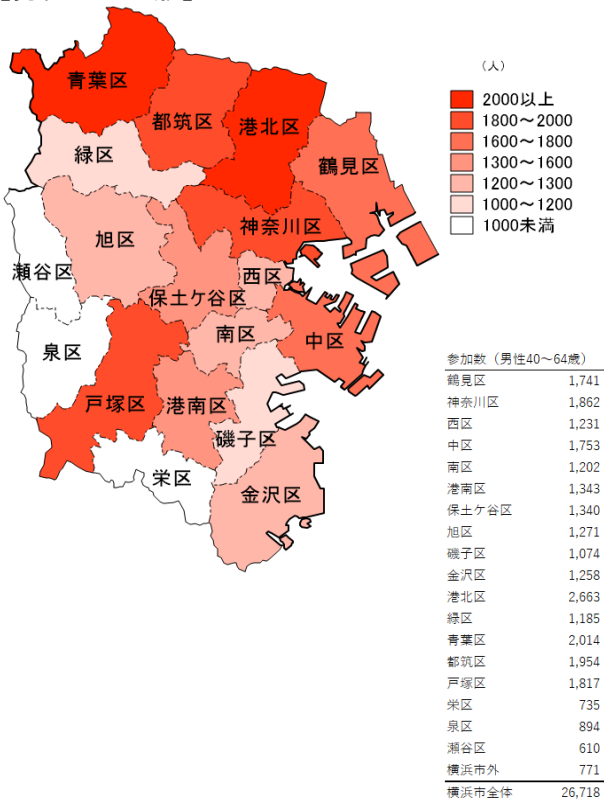 (人)
2000以上
1800～2000
1600～1800
1300～1600
1200～1300
1000～1200
1000未満
青葉区
都筑区
港北区
緑区
鶴見区
神奈川区
旭区
瀬谷区
西区
保土ケ谷区
南区
中区
泉区
戸塚区
港南区
磯子区
栄区
金沢区
参加数（男性40～64歳）
鶴見区 1,741
神奈川区 1,862
西区 1,231
中区 1,753
南区 1,202
港南区 1,343
保土ケ谷区 1,340
旭区 1,271
磯子区 1,074
金沢区 1,258
港北区 2,663
緑区 1,185
青葉区 2,014
都筑区 1,954
戸塚区 1,817
栄区 735
泉区 894
瀬谷区 610
横浜市外 771
横浜市全体 26,718